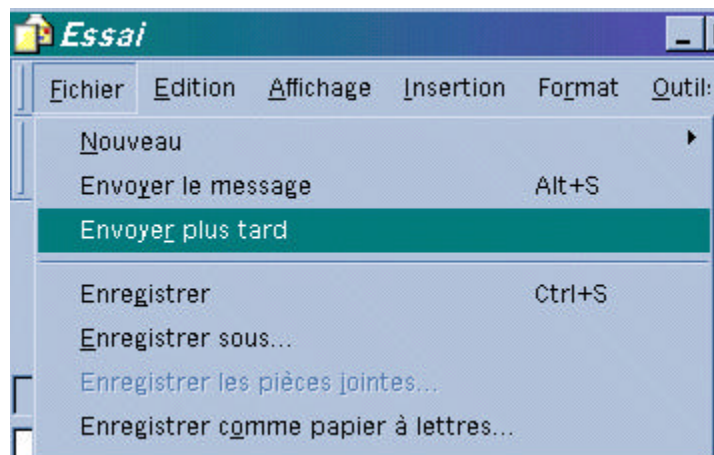 Essai
Fichier Edition Affichage Insertion Format Outils
Nouveau
Envoyer le message Alt+S
Envoyer plus tard
Enregistrer Ctrl+S
Enregistrer sous...
Enregistrer les pièces jointes...
Enregistrer comme papier à lettres...